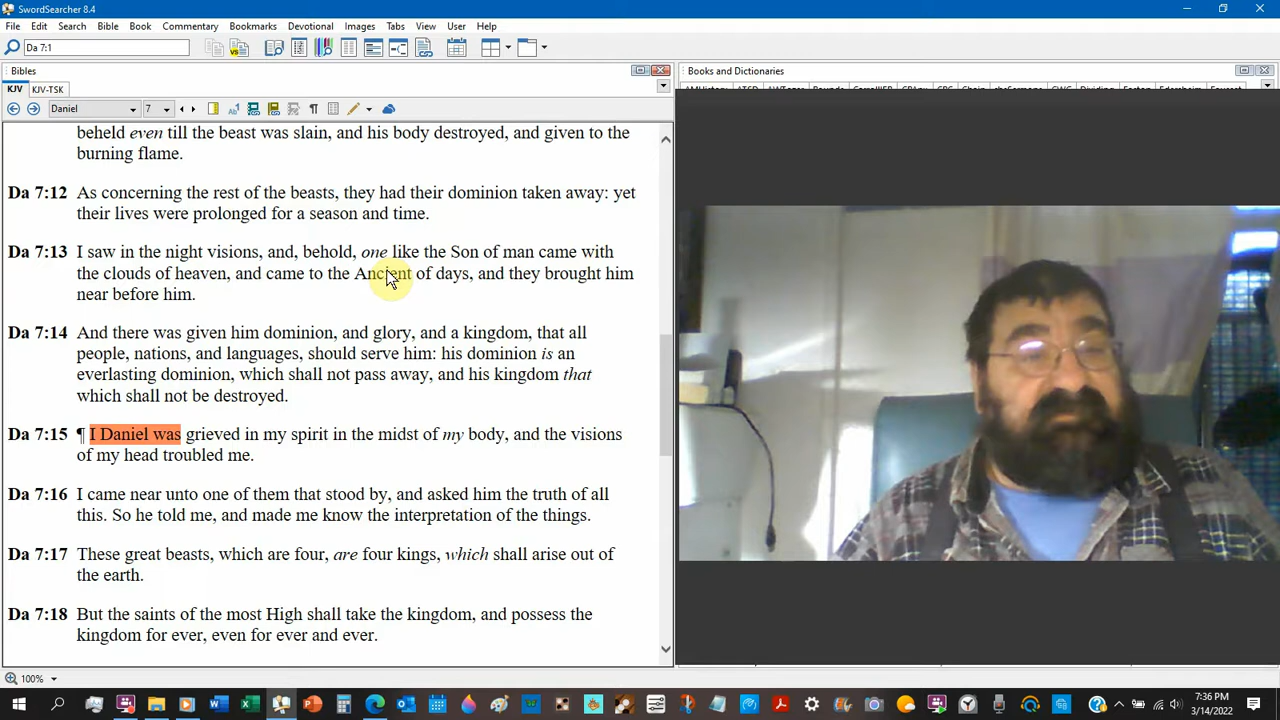 SwordSearcher 8.4
File Edit Search Bible Book Commentary Bookmarks Devotional Images Tabs View User Help
Da 7:1
Bibles
Books and Dictionaries
KJV KJV-TSK
Daniel 7
beheld even till the beast was slain, and his body destroyed, and given to the
burning flame.
Da 7:12 As concerning the rest of the beasts, they had their dominion taken away: yet
their lives were prolonged for a season and time.
Da 7:13 I saw in the night visions, and, behold, one like the Son of man came with
the clouds of heaven, and came to the Ancient of days, and they brought him
near before him.
Da 7:14 And there was given him dominion, and glory, and a kingdom, that all
people, nations, and languages, should serve him: his dominion is an
everlasting dominion, which shall not pass away, and his kingdom that
which shall not be destroyed.
Da 7:15 ¶ I Daniel was grieved in my spirit in the midst of my body, and the visions
of my head troubled me.
Da 7:16 I came near unto one of them that stood by, and asked him the truth of all
this. So he told me, and made me know the interpretation of the things.
Da 7:17 These great beasts, which are four, are four kings, which shall arise out of
the earth.
Da 7:18 But the saints of the most High shall take the kingdom, and possess the
kingdom for ever, even for ever and ever.
100%
7:36 PM
3/14/2022